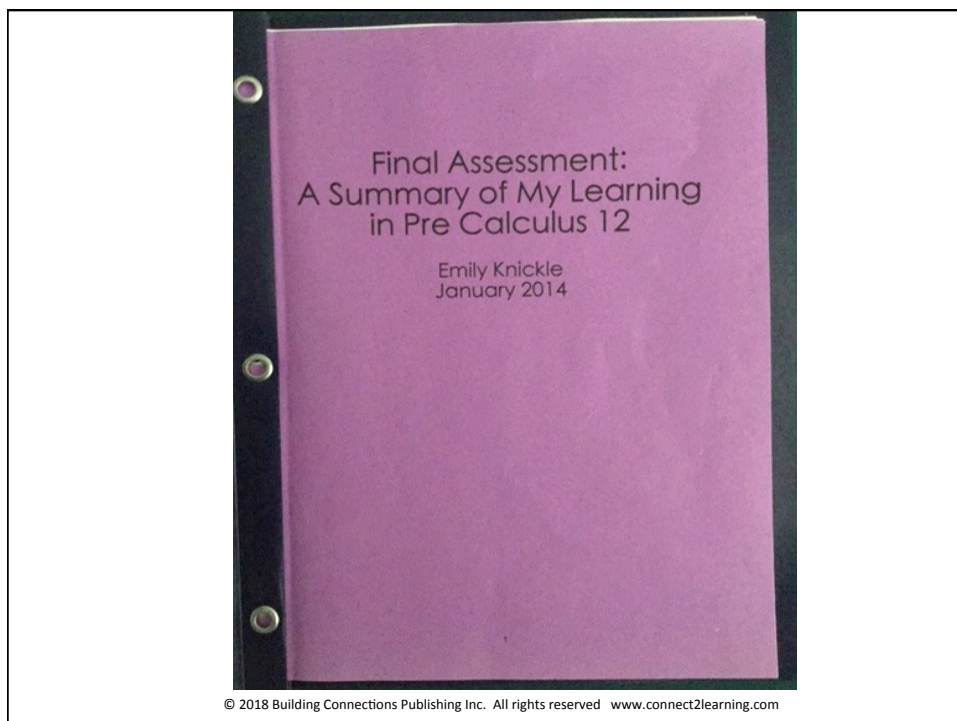 Final Assessment:
A Summary of My Learning
in Pre Calculus 12
Emily Knickle
January 2014
© 2018 Building Connections Publishing Inc. All rights reserved www.connect2learning.com